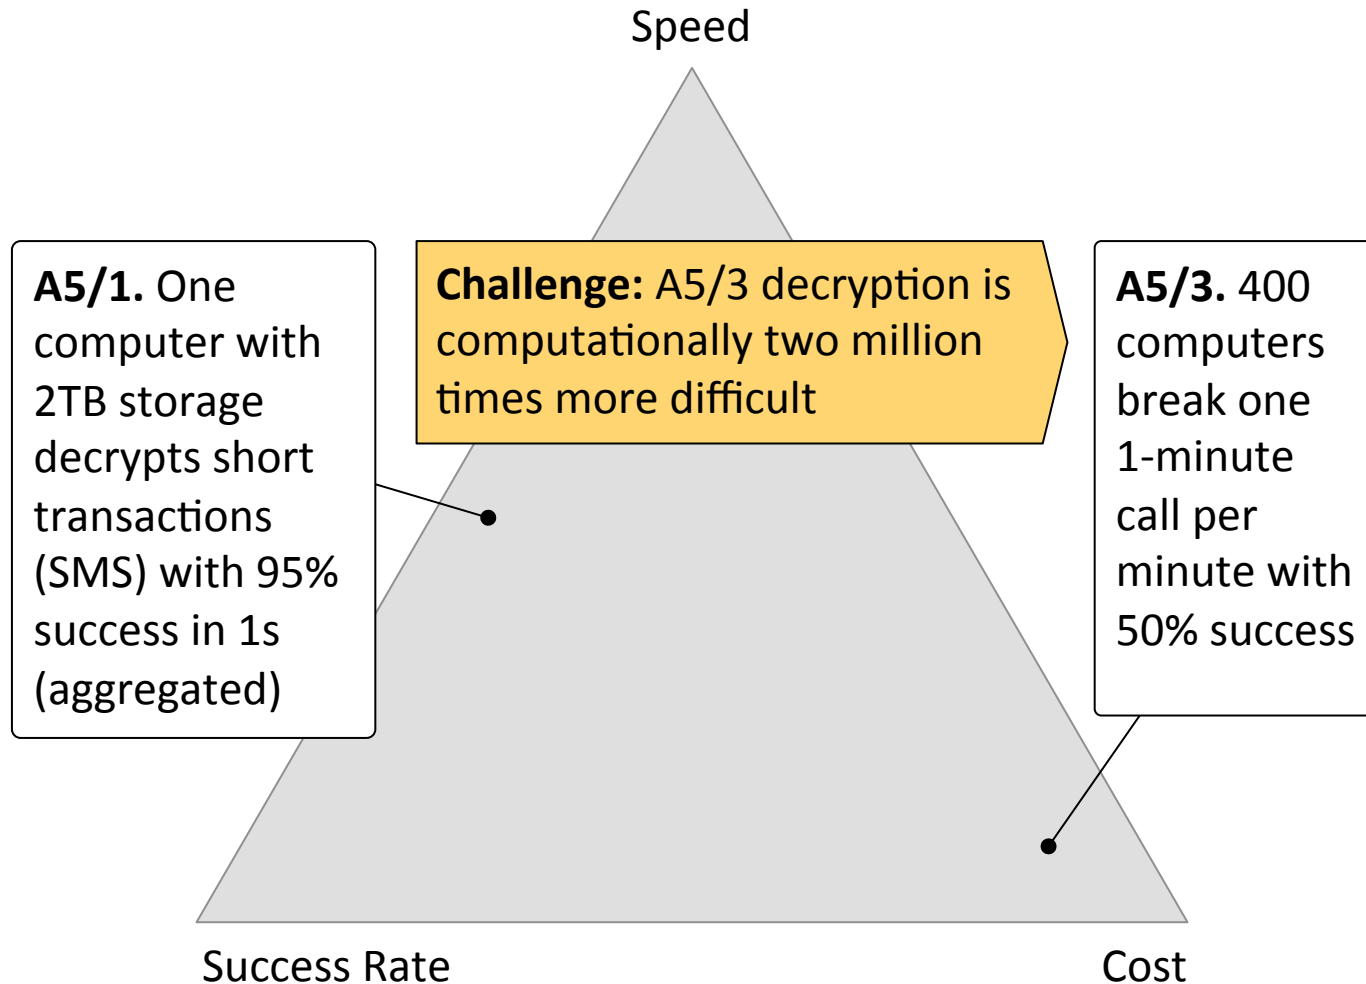 Speed
A5/1. One
computer with
2TB storage
decrypts short
transactions
(SMS) with 95%
success in 1s
(aggregated)
Challenge: A5/3 decryption is
computationally two million
times more difficult
A5/3. 400
computers
break one
1-minute
call per
minute with
50% success
Success Rate
Cost